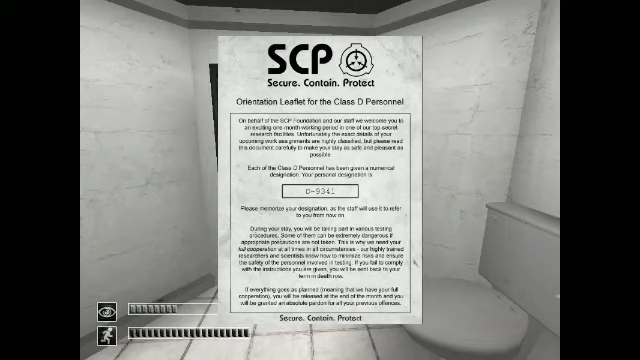 SCP
Secure. Contain. Protect
Orientation Leaflet for the Class D Personnel
On behalf of the SCP Foundation and our staff we welcome you to
an exciting one month working period in one of our top-secret
research facilities. Unfortunately the exact details of your
upcoming work assignments are highly classified, but please read
this document carefully to make your stay as safe and pleasant as
possible.
Each of the Class D Personnel has been given a numerical
designation. Your personal designation is
D-9341
Please memorize your designation, as the staff will use it to refer
to you from now on.
During your stay, you will be taking part in various testing
procedures. Some of them can be extremely dangerous if
appropriate precautions are not taken. This is why we need your
full cooperation at all times in all circumstances - our highly trained
researchers and scientists know how to minimize risks and ensure
the safety of the personnel involved in testing. If you fail to comply
with the instructions you are given, you will be sent back to your
term in death row.
If everything goes as planned (meaning that we have your full
cooperation), you will be released at the end of the month and you
will be granted an absolute pardon for all your previous offences.
Secure. Contain. Protect